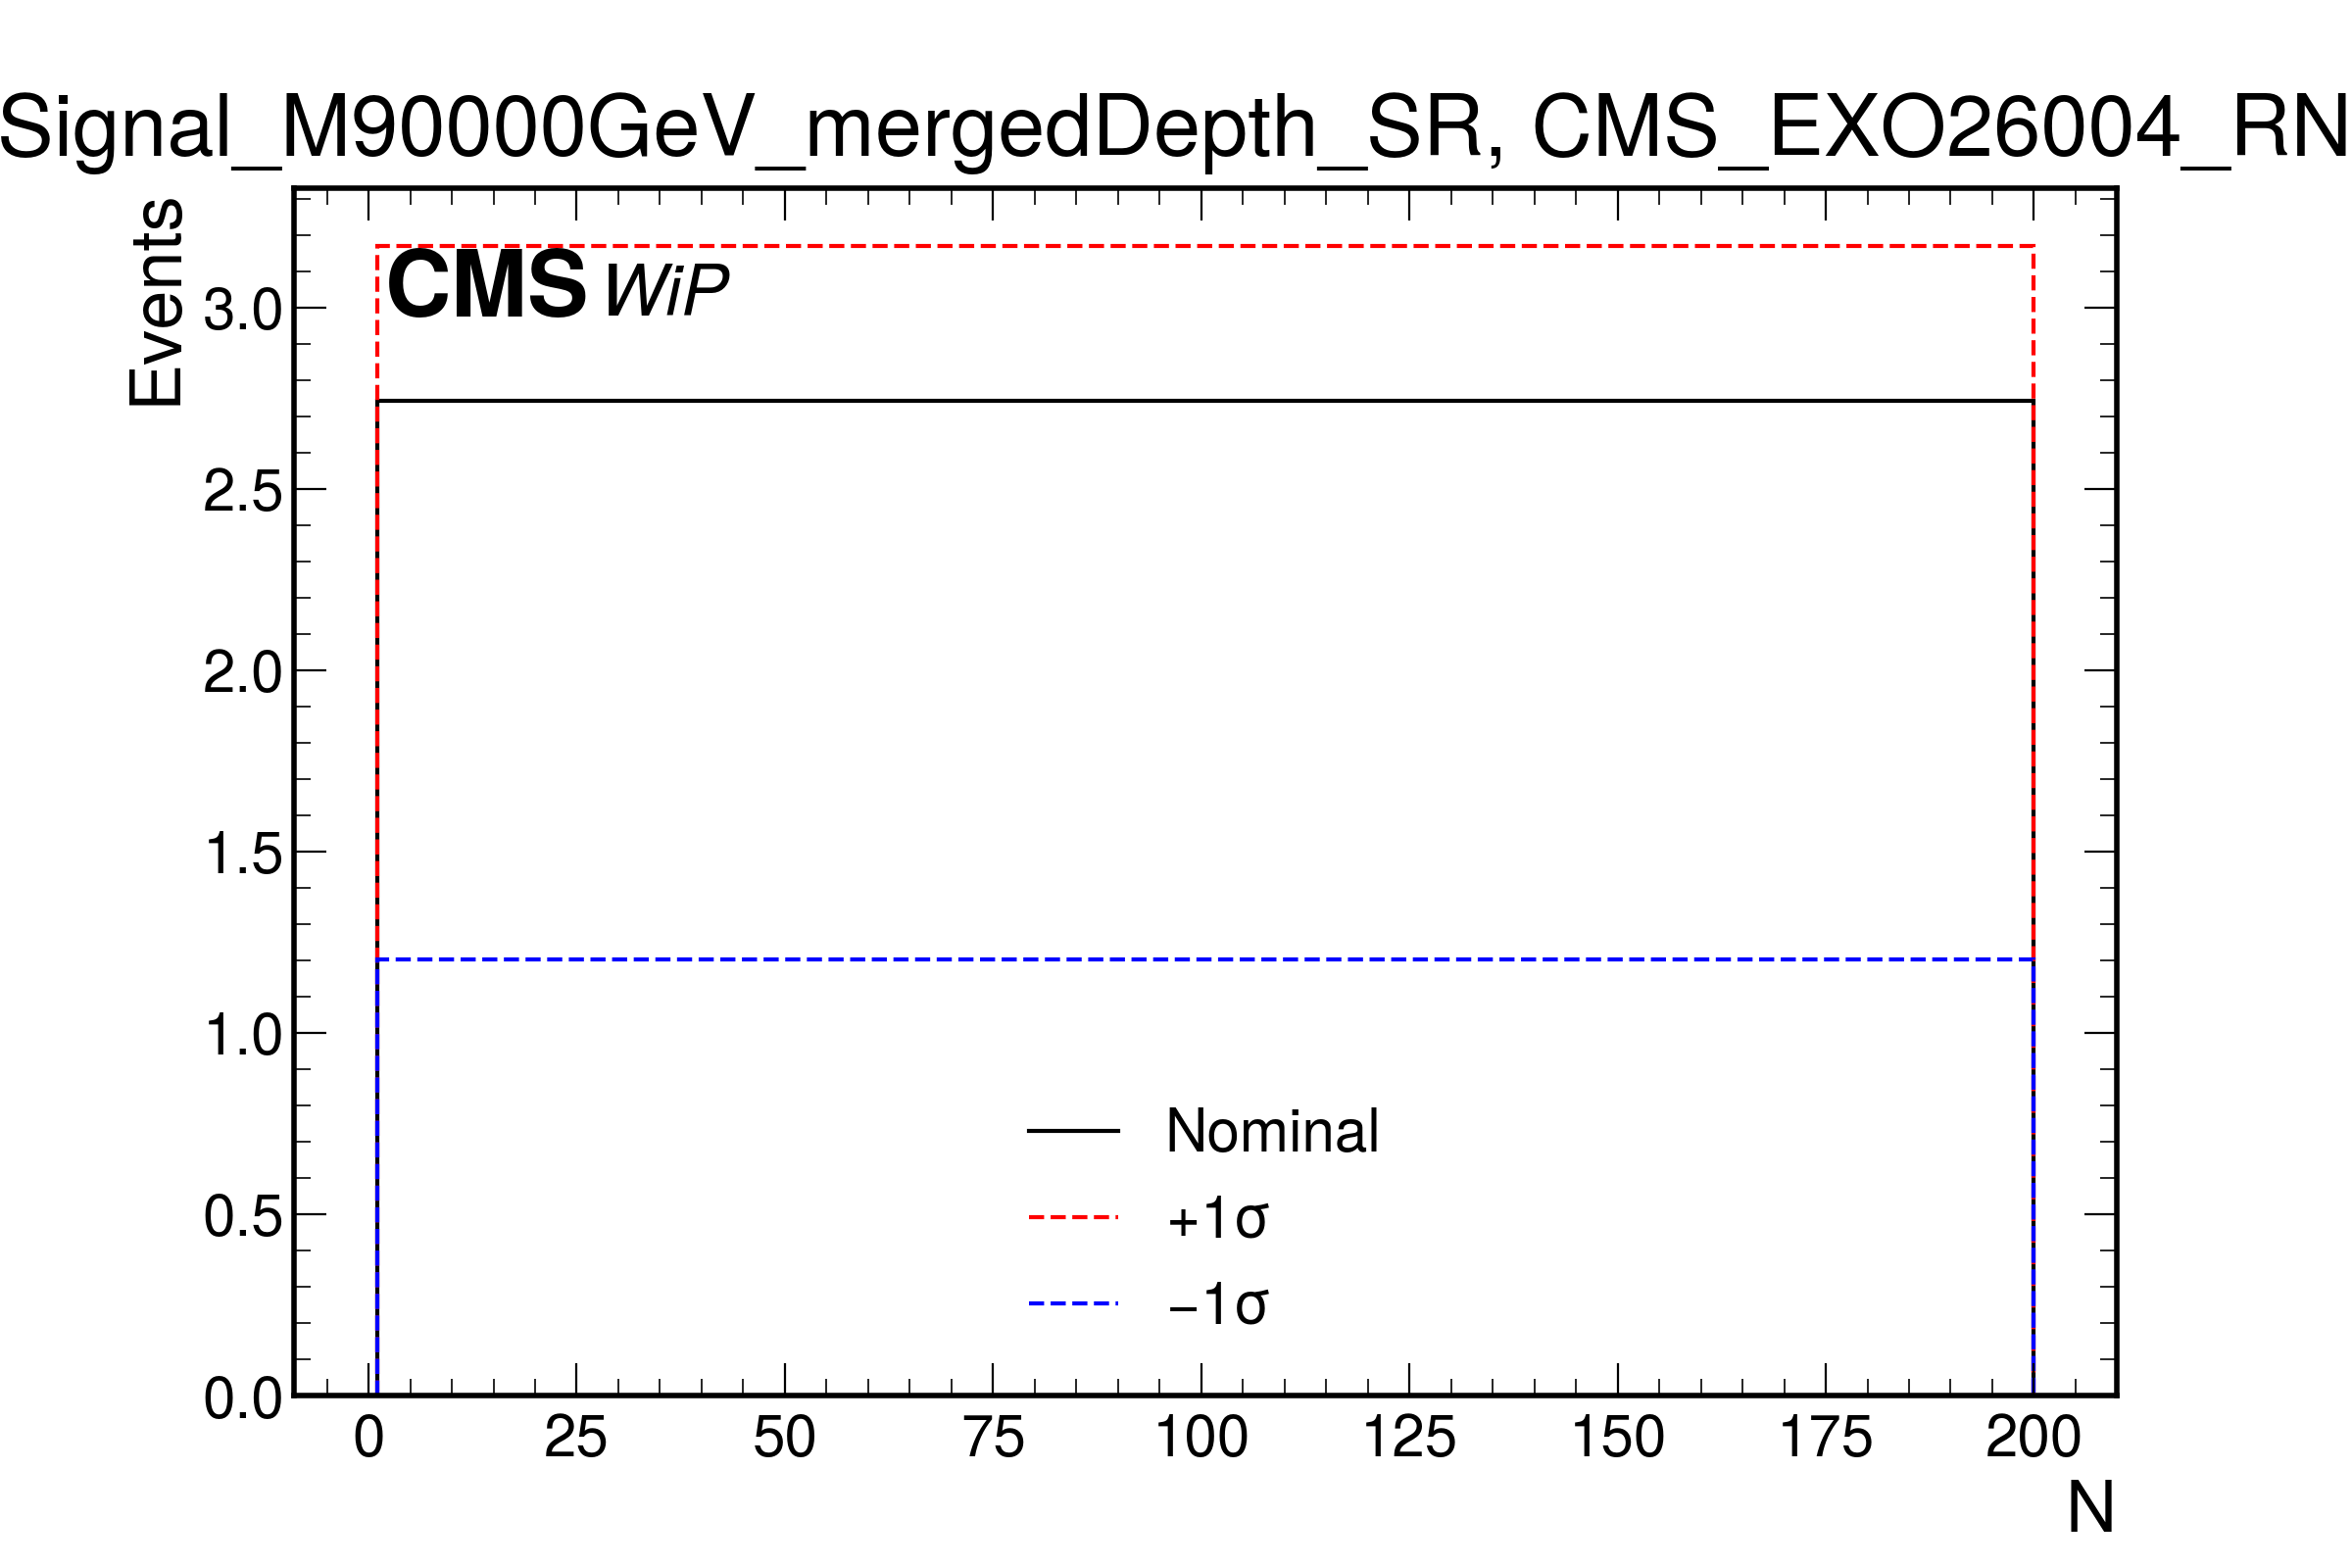 Signal_M90000GeV_mergedDepth_SR, CMS_EXO26004_RN
Events
CMS WiP
3.0
2.5
2.0
1.5
1.0
0.5
0.0
Nominal
+1σ
−1σ
0 25 50 75 100 125 150 175 200
N